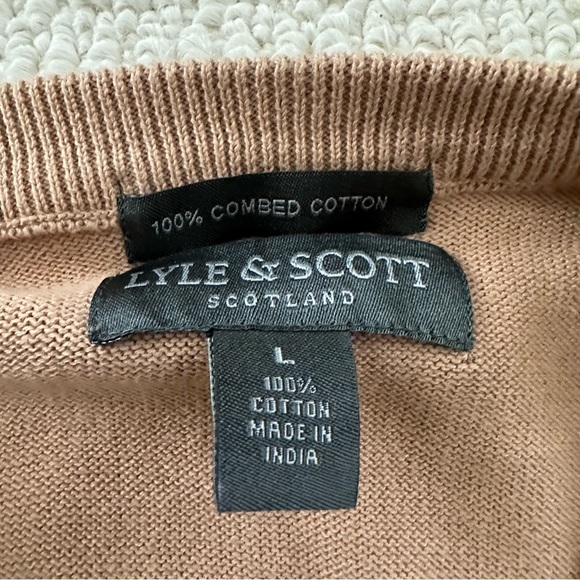 100% COMBED COTTON
LYLE & SCOTT
SCOTLAND
L
100%
COTTON
MADE IN
INDIA